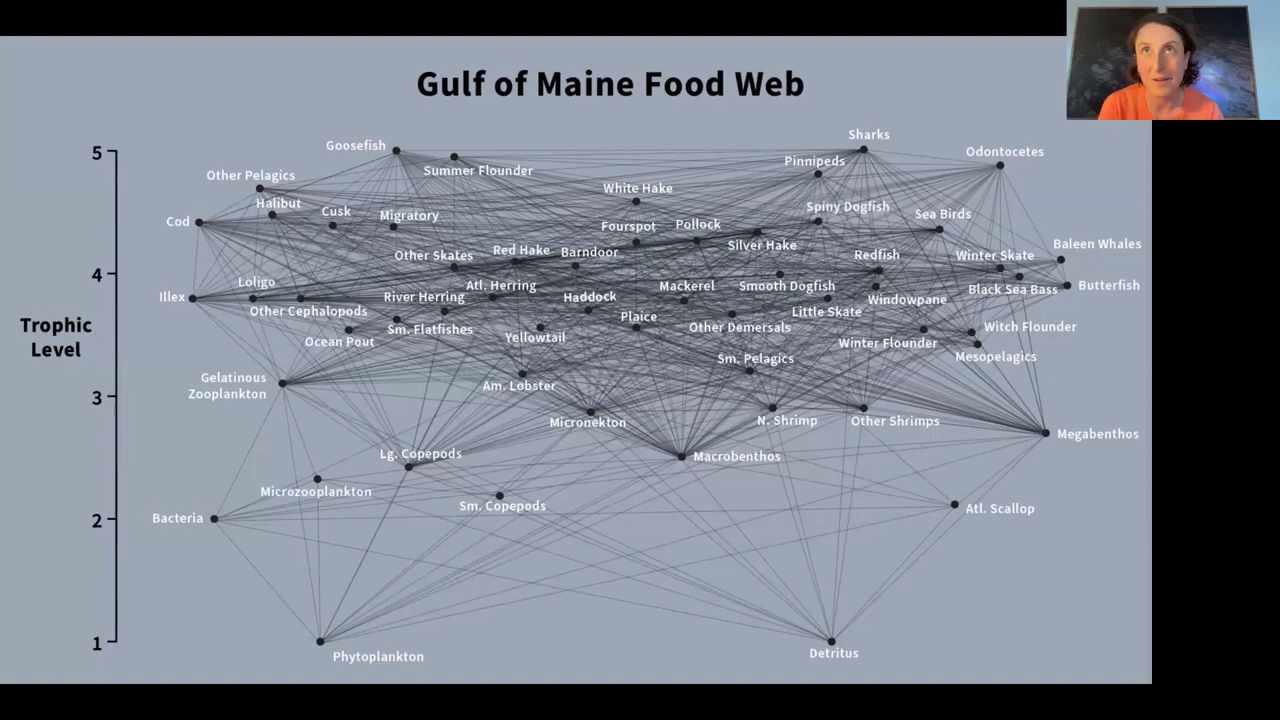 Gulf of Maine Food Web
Sharks
Goosefish
Odontocetes
5
Pinnipeds
Summer Flounder
Other Pelagics
White Hake
Halibut
Cusk
Migratory
Spiny Dogfish
Sea Birds
Cod
Fourspot
Pollock
Silver Hake
Baleen Whales
Other Skates
Red Hake
Barndoor
Redfish
Winter Skate
4
Loligo
Atl. Herring
Mackerel
Smooth Dogfish
Black Sea Bass
Butterfish
Illex
River Herring
Haddock
Windowpane
Other Cephalopods
Plaice
Little Skate
Trophic
Level
Sm. Flatfishes
Other Demersals
Witch Flounder
Ocean Pout
Yellowtail
Winter Flounder
Sm. Pelagics
Mesopelagics
Gelatinous
Zooplankton
Am. Lobster
3
Micronekton
N. Shrimp
Other Shrimps
Megabenthos
Lg. Copepods
Macrobenthos
Microzooplankton
Sm. Copepods
Atl. Scallop
2
Bacteria
1
Phytoplankton
Detritus